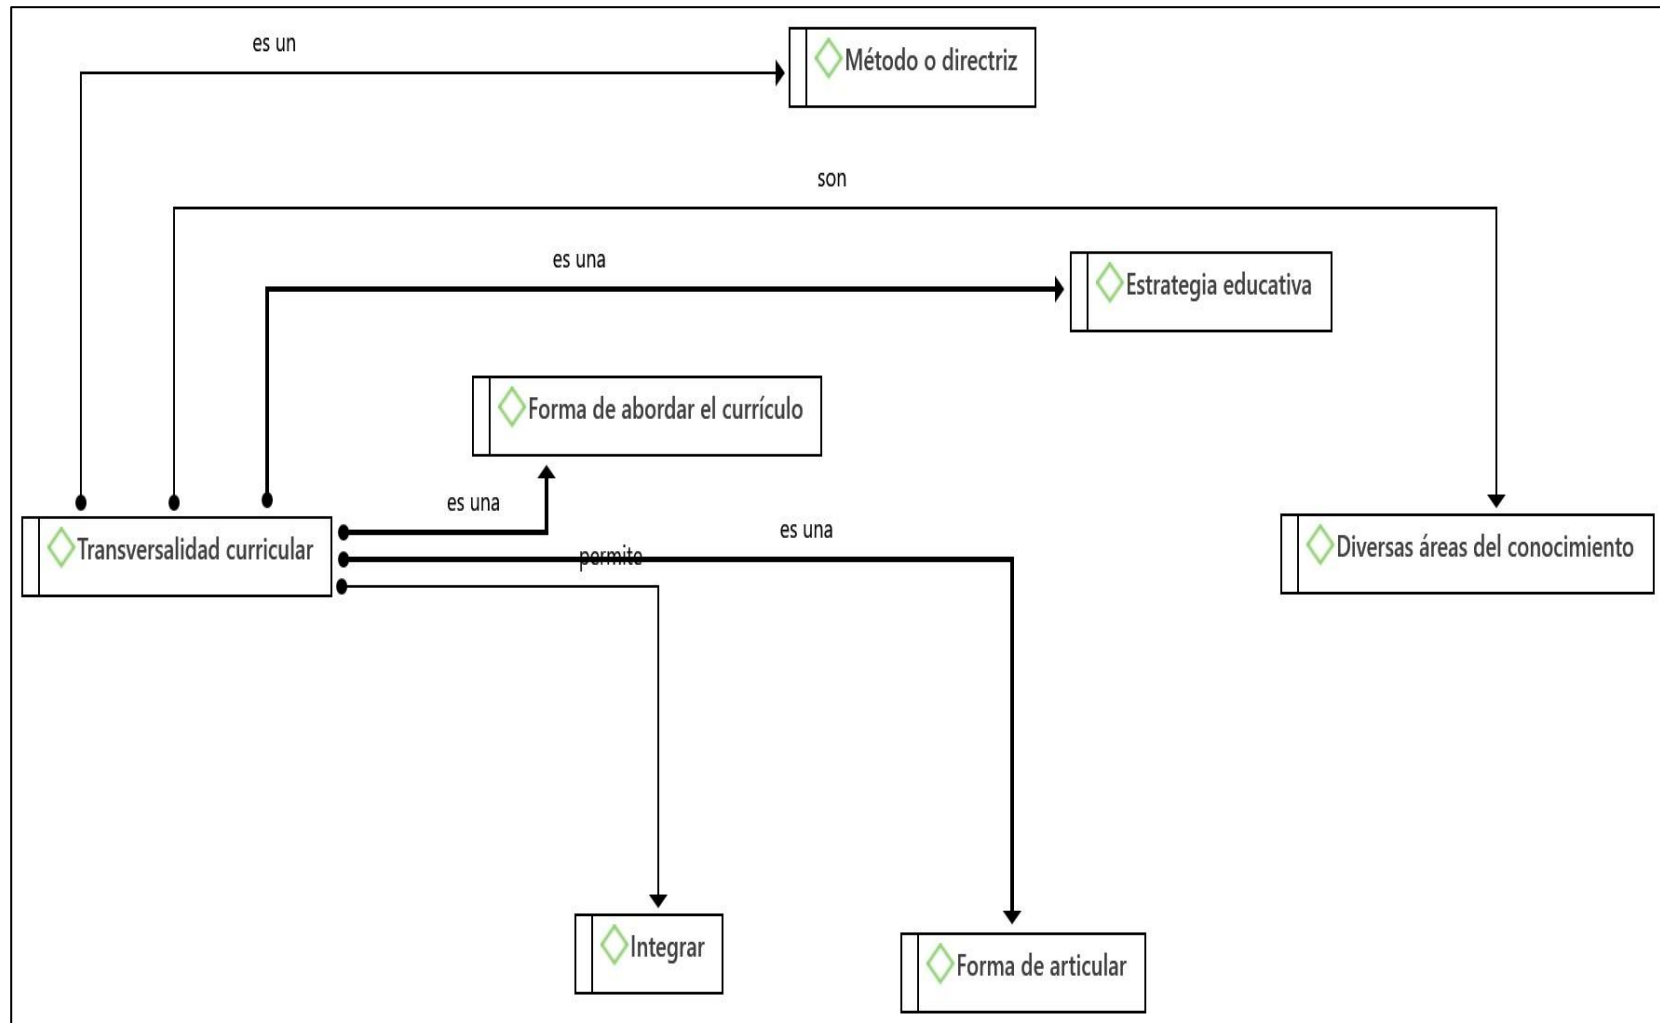 es un
Método o directriz
son
es una
Estrategia educativa
Forma de abordar el currículo
es una
es una
Transversalidad curricular
permite
Diversas áreas del conocimiento
Integrar
Forma de articular